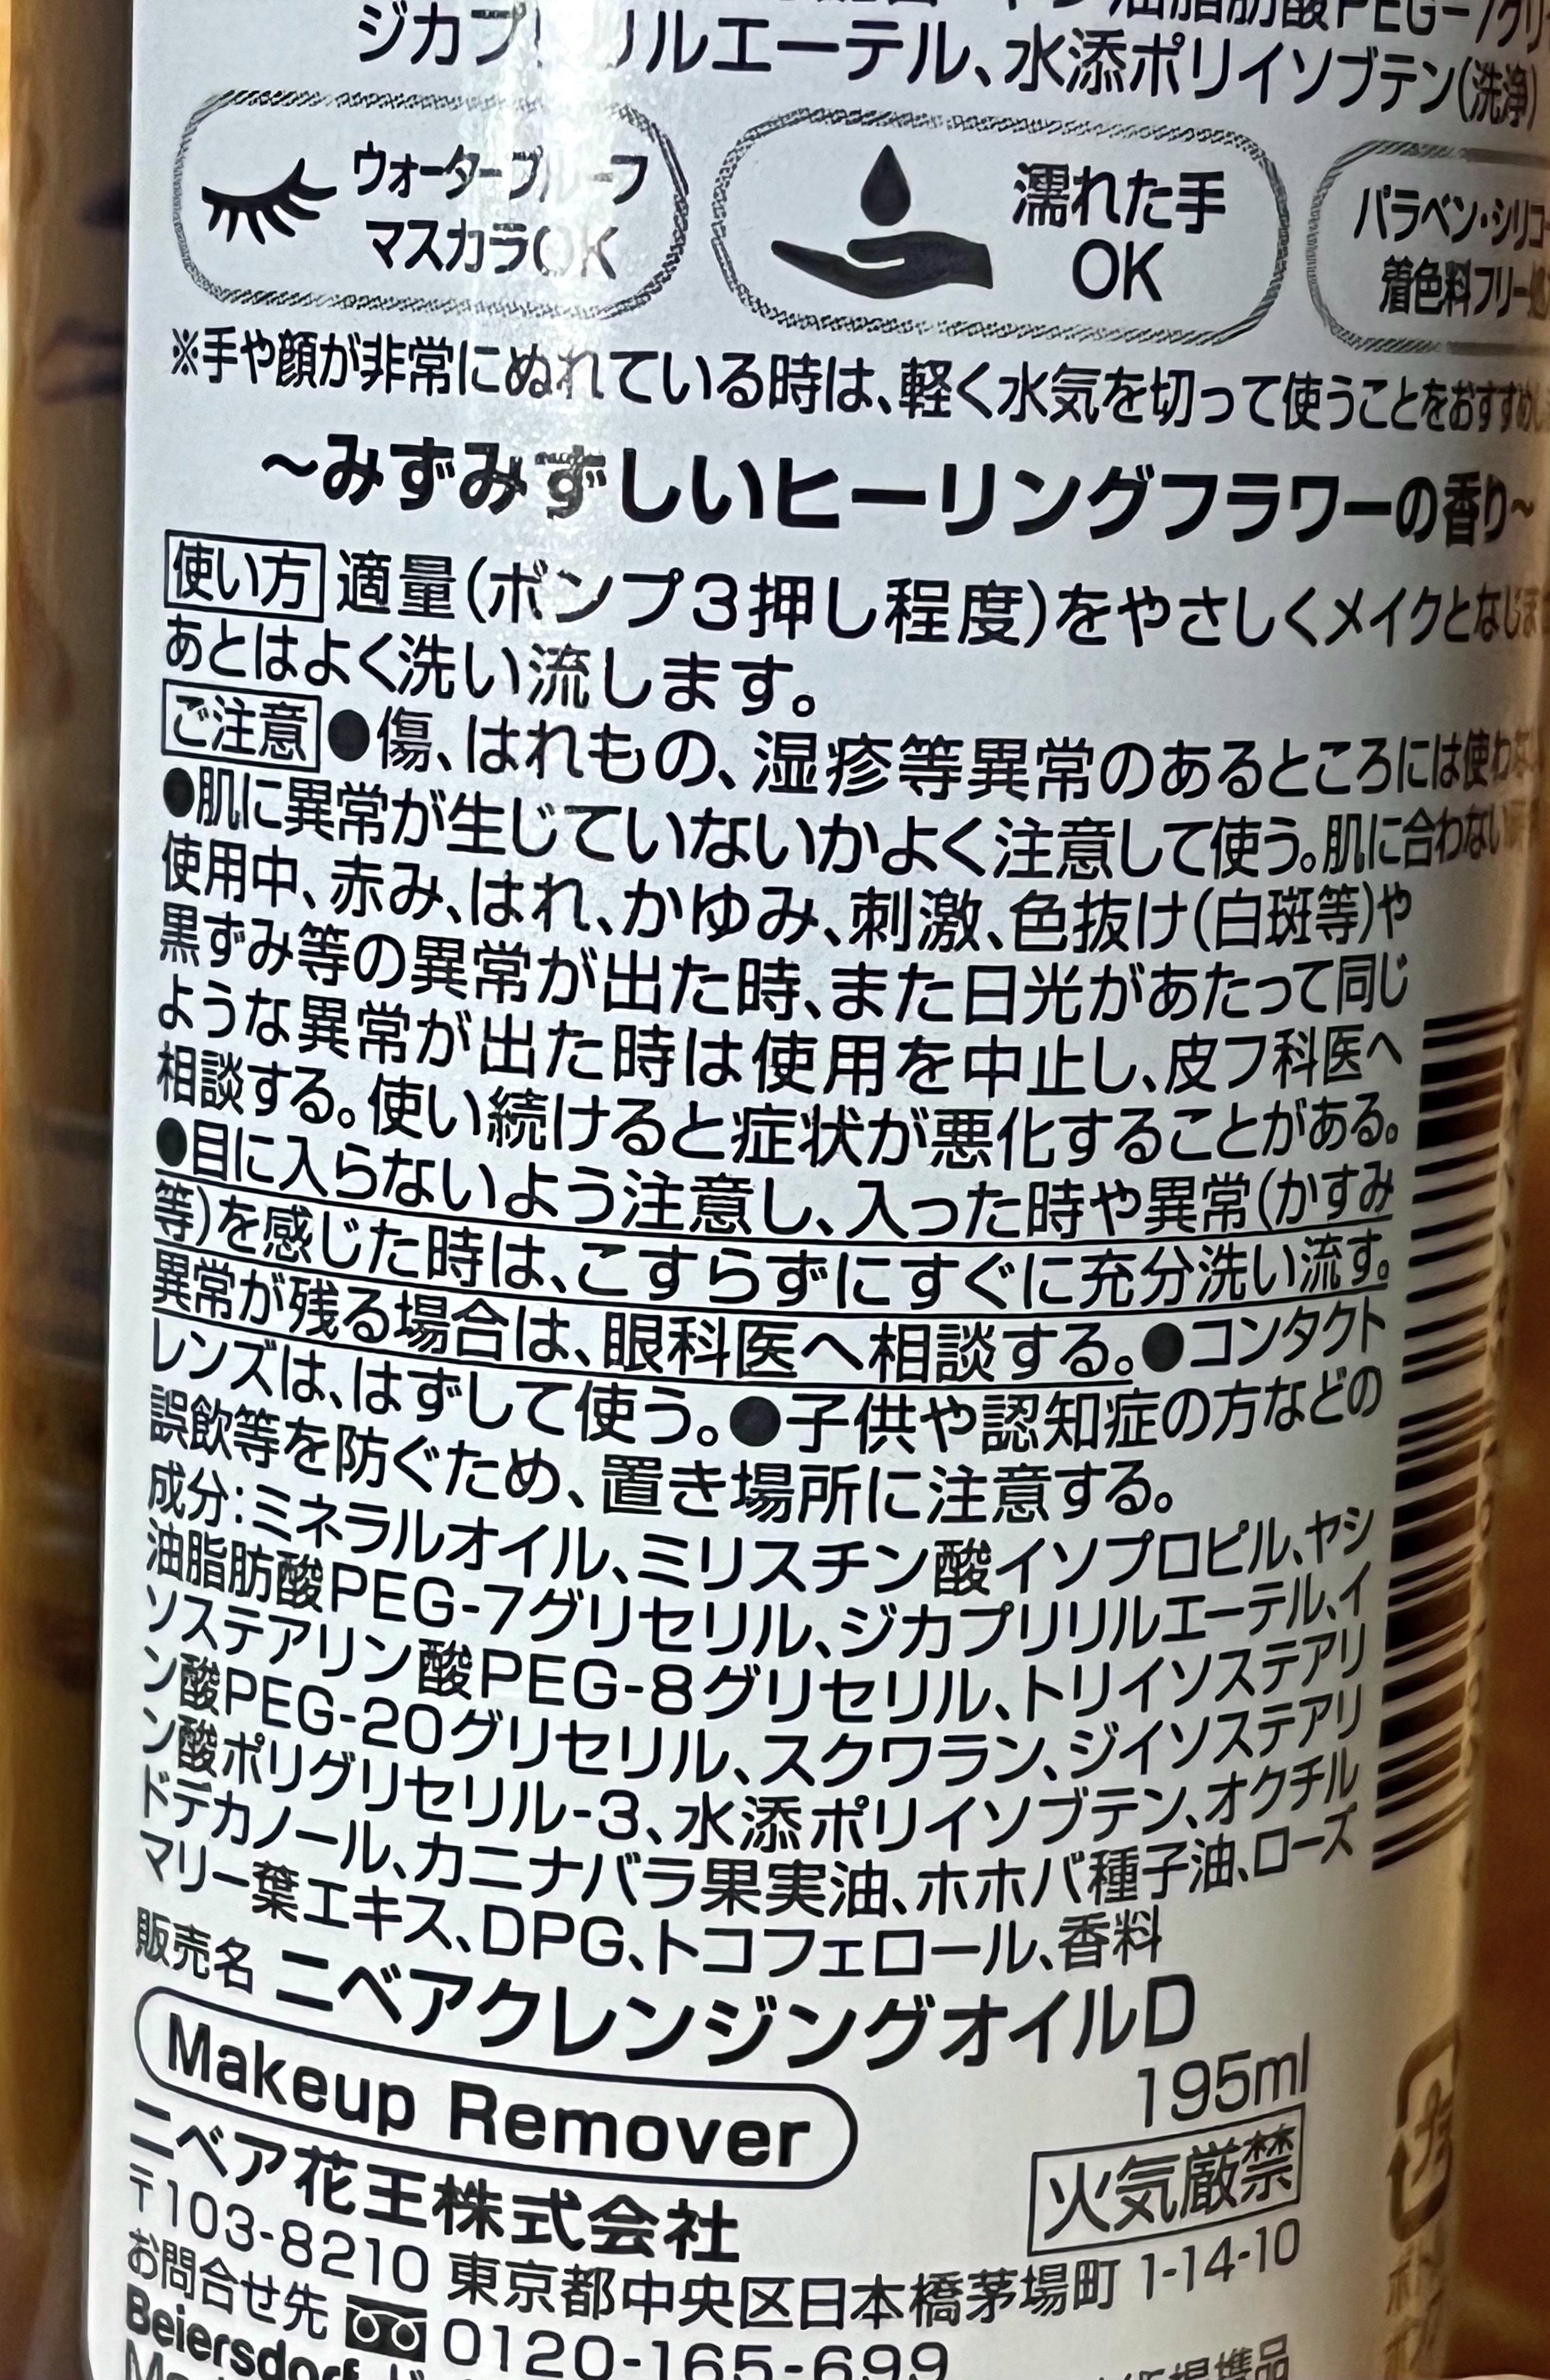 油脂肪酸PEG-7グリ
ジカプリリルエーテル、水添ポリイソブテン(洗浄)
ウォータープルーフ
マスカラOK
濡れた手
OK
パラベン・シリコー
着色料フリー処
※手や顔が非常にぬれている時は、軽く水気を切って使うことをおすすめし
～みずみずしいヒーリングフラワーの香り～
使い方 適量(ポンプ3押し程度)をやさしくメイクとなじま
あとはよく洗い流します。
ご注意 ●傷、はれもの、湿疹等異常のあるところには使わな
●肌に異常が生じていないかよく注意して使う。肌に合わない
使用中、赤み、はれ、かゆみ、刺激、色抜け(白斑等)や
黒ずみ等の異常が出た時、また日光があたって同じ
ような異常が出た時は使用を中止し、皮フ科医へ
相談する。使い続けると症状が悪化することがある。
●目に入らないよう注意し、入った時や異常(かすみ
等)を感じた時は、こすらずにすぐに充分洗い流す。
異常が残る場合は、眼科医へ相談する。●コンタクト
レンズは、はずして使う。●子供や認知症の方などの
誤飲等を防ぐため、置き場所に注意する。
成分:ミネラルオイル、ミリスチン酸イソプロピル、ヤシ
油脂肪酸PEG-7グリセリル、ジカプリリルエーテル、イ
ソステアリン酸PEG-8グリセリル、トリイソステアリ
ン酸PEG-20グリセリル、スクワラン、ジイソステアリ
ン酸ポリグリセリル-3、水添ポリイソブテン、オクチル
ドデカノール、カニナバラ果実油、ホホバ種子油、ローズ
マリー葉エキス、DPG、トコフェロール、香料
販売名 ニベアクレンジングオイルD
Makeup Remover
195ml
ニベア花王株式会社
火気厳禁
〒103-8210 東京都中央区日本橋茅場町 1-14-10
お問合せ先 0120-165-699
Beiersdorf
提携品